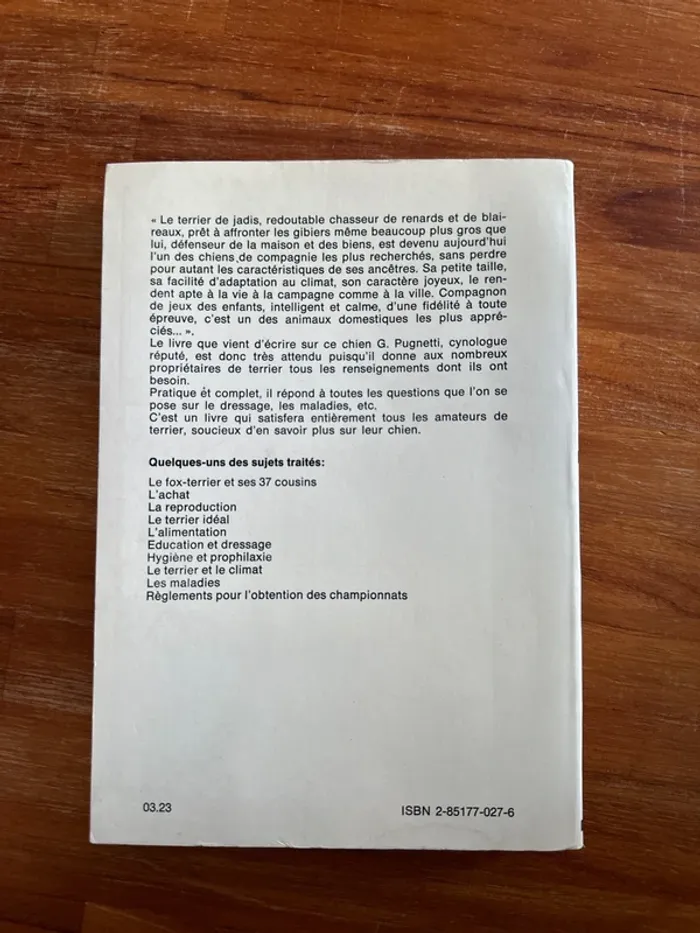 « Le terrier de jadis, redoutable chasseur de renards et de blai-
reaux, prêt à affronter les gibiers même beaucoup plus gros que
lui, défenseur de la maison et des biens, est devenu aujourd'hui
l'un des chiens de compagnie les plus recherchés, sans perdre
pour autant les caractéristiques de ses ancêtres. Sa petite taille,
sa facilité d'adaptation au climat, son caractère joyeux, le ren-
dent apte à la vie à la campagne comme à la ville. Compagnon
de jeux des enfants, intelligent et calme, d'une fidélité à toute
épreuve, c'est un des animaux domestiques les plus appré-
ciés... ».
Le livre que vient d'écrire sur ce chien G. Pugnetti, cynologue
réputé, est donc très attendu puisqu'il donne aux nombreux
propriétaires de terrier tous les renseignements dont ils ont
besoin.
Pratique et complet, il répond à toutes les questions que l'on se
pose sur le dressage, les maladies, etc.
C'est un livre qui satisfera entièrement tous les amateurs de
terrier, soucieux d'en savoir plus sur leur chien.
Quelques-uns des sujets traités:
Le fox-terrier et ses 37 cousins
L'achat
La reproduction
Le terrier idéal
L'alimentation
Education et dressage
Hygiène et prophilaxie
Le terrier et le climat
Les maladies
Règlements pour l'obtention des championnats
03.23
ISBN 2-85177-027-6